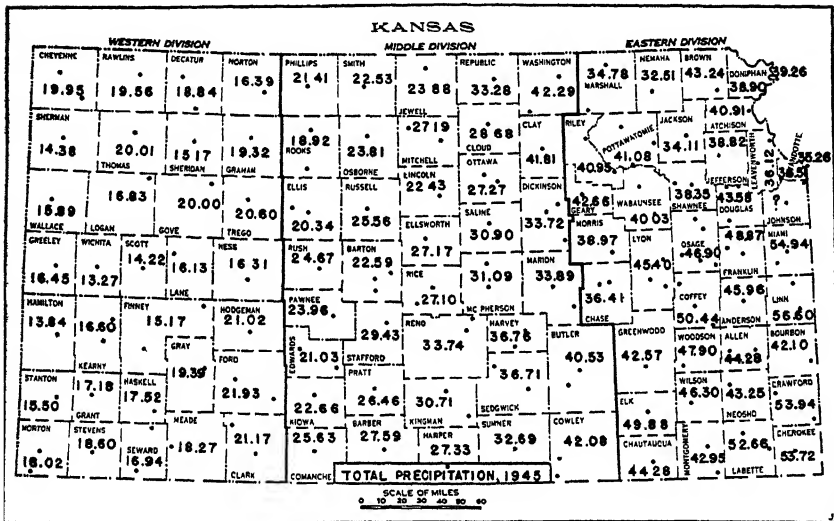 KANSAS
WESTERN DIVISION MIDDLE DIVISION EASTERN DIVISION
CHEYENNE RAWLINS DECATUR NORTON PHILLIPS SMITH REPUBLIC WASHINGTON NEMAHA BROWN DONIPHAN 39.26
19.95 19.56 18.84 16.39 21.41 22.53 23.88 33.28 42.29 34.78 32.51 43.24 38.90
JEWELL MARSHALL
SHERMAN 40.91
14.38 20.01 15.17 19.32 18.92 23.81 27.19 28.68 CLAY 41.81 RILEY POTTAWATOMIE 41.08 JACKSON 34.11 ATCHISON 38.82
THOMAS SHERIDAN GRAHAM ROOKS OSBORNE MITCHELL CLOUD OTTAWA 40.95 JEFFERSON LEAVENWORTH 36.12 35.26
15.89 16.83 20.00 20.60 ELLIS 20.34 RUSSELL 25.56 LINCOLN 22.43 27.27 DICKINSON 33.72 42.66 GEARY WABAUNSEE 40.03 38.35 SHAWNEE 43.58 DOUGLAS ? JOHNSON
WALLACE LOGAN GOVE TREGO ELLSWORTH 27.17 SALINE 30.90 MORRIS 38.97 LYON 45.40 OSAGE 46.90 48.87 FRANKLIN MIAMI 54.94
GREELEY WICHITA SCOTT NESS RUSH BARTON RICE MARION
16.45 13.27 14.22 16.13 16.31 24.67 22.59 27.10 31.09 33.89 36.41 45.96 LINN
LANE MC PHERSON CHASE COFFEY 50.44 ANDERSON 56.60
HAMILTON FINNEY HODGEMAN PAWNEE
13.84 16.60 15.17 21.02 23.96 29.43 RENO 33.74 HARVEY 36.76 BUTLER 40.53 GREENWOOD 42.57 WOODSON 47.90 ALLEN 44.28 BOURBON 42.10
KEARNY GRAY 19.39 FORD 21.93 EDWARDS 21.03 STAFFORD
STANTON 15.50 17.18 GRANT HASKELL 17.52 22.66 PRATT 26.46 30.71 36.71 SEDGWICK ELK 49.88 WILSON 46.30 43.25 NEOSHO CRAWFORD 53.94
MORTON STEVENS MEADE KIOWA BARBER KINGMAN SUMNER COWLEY CHAUTAUQUA MONTGOMERY CHEROKEE
18.02 18.60 SEWARD 16.94 18.27 21.17 25.63 27.59 HARPER 27.33 32.69 42.08 44.28 42.95 52.66 53.72
CLARK COMANCHE LABETTE
TOTAL PRECIPITATION, 1945
SCALE OF MILES
0 10 20 30 40 50 60